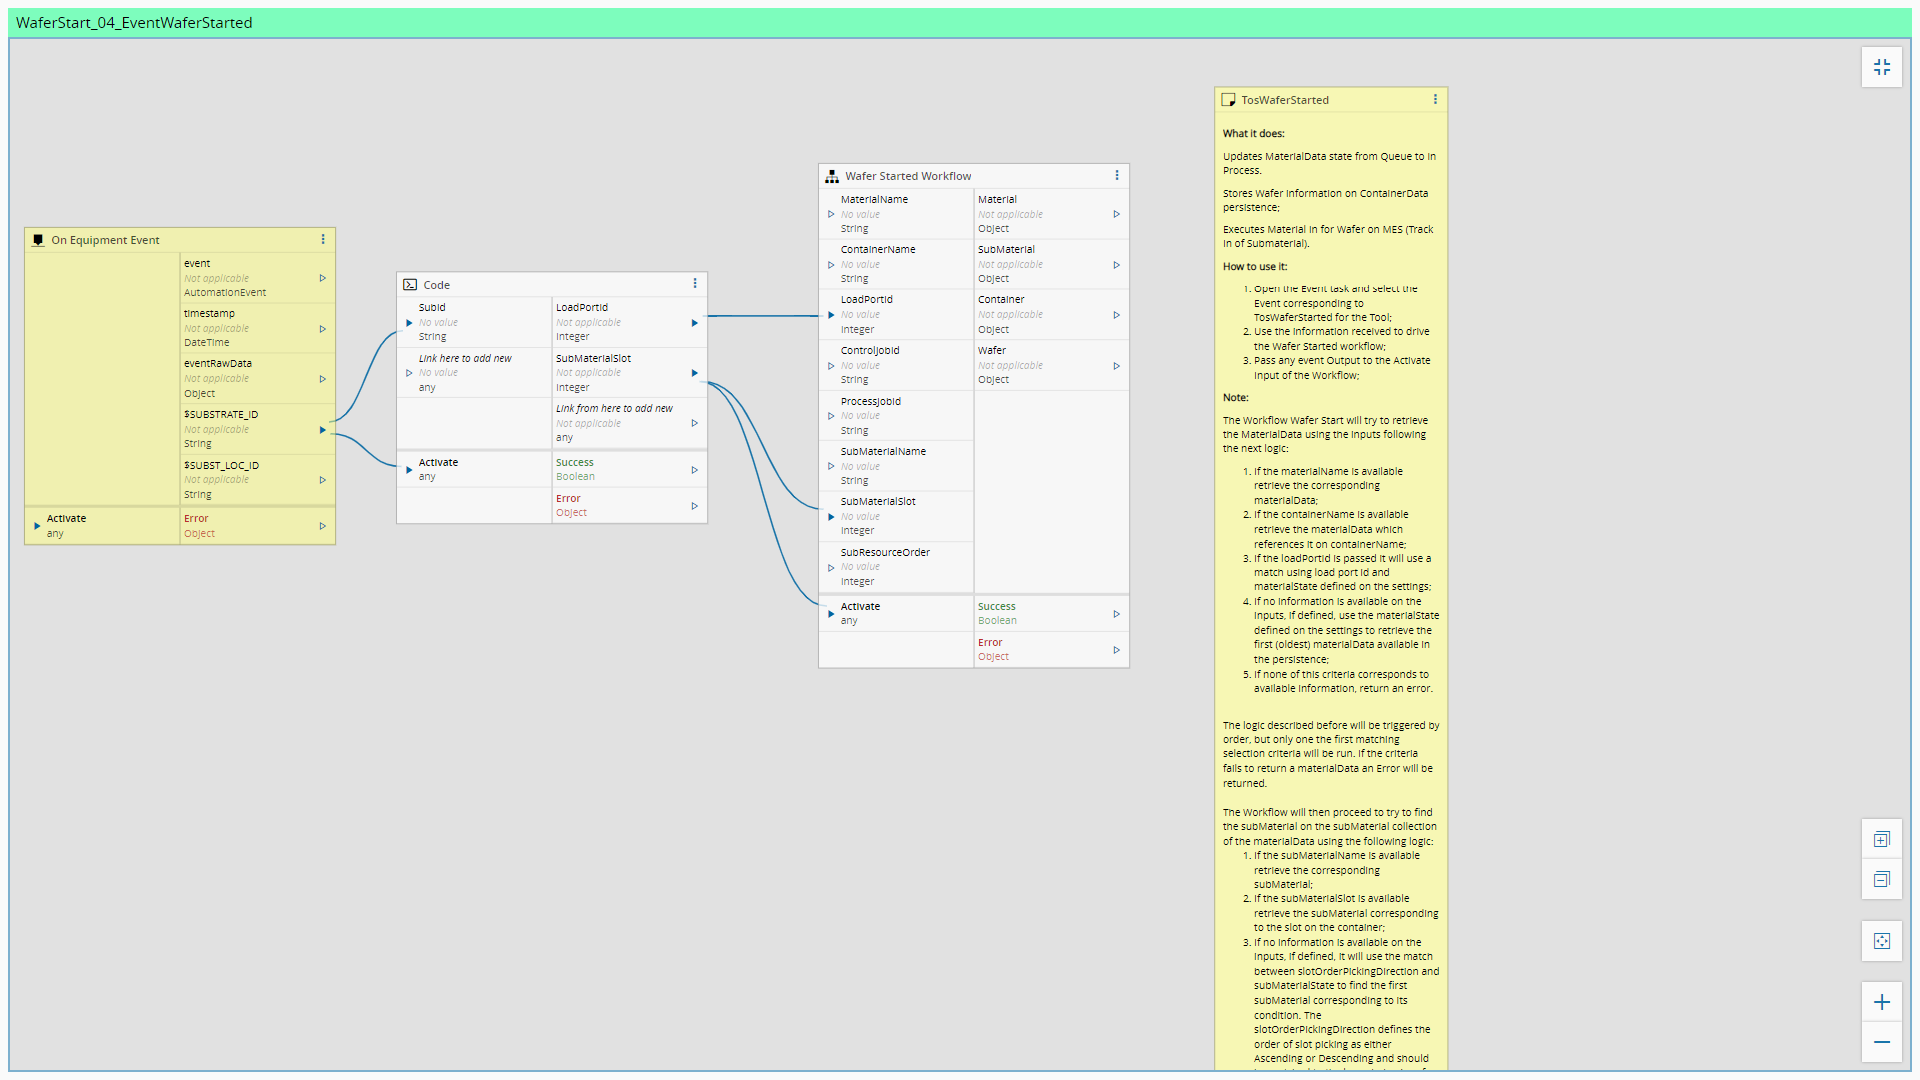 WaferStart_04_EventWaferStarted
On Equipment Event
event
Not applicable
AutomationEvent
timestamp
Not applicable
DateTime
eventRawData
Not applicable
Object
$SUBSTRATE_ID
Not applicable
String
$SUBST_LOC_ID
Not applicable
String
Activate
any
Error
Object
Code
SubId
No value
String
Link here to add new
No value
any
LoadPortId
Not applicable
Integer
SubMaterialSlot
Not applicable
Integer
Link from here to add new
Not applicable
any
Activate
any
Success
Boolean
Error
Object
Wafer Started Workflow
MaterialName
No value
String
ContainerName
No value
String
LoadPortId
No value
Integer
ControlJobId
No value
String
ProcessJobId
No value
String
SubMaterialName
No value
String
SubMaterialSlot
No value
Integer
SubResourceOrder
No value
Integer
Material
Not applicable
Object
SubMaterial
Not applicable
Object
Container
Not applicable
Object
Wafer
Not applicable
Object
Activate
any
Success
Boolean
Error
Object
TosWaferStarted
What it does:
Updates MaterialData state from Queue to In
Process.
Stores Wafer Information on ContainerData
persistence;
Executes Material In for Wafer on MES (Track
In of Submaterial).
How to use it:
1. Open the Event task and select the
Event corresponding to
TosWaferStarted for the Tool;
2. Use the Information received to drive
the Wafer Started workflow;
3. Pass any event Output to the Activate
Input of the Workflow;
Note:
The Workflow Wafer Start will try to retrieve
the MaterialData using the Inputs following
the next logic:
1. If the materialName is available
retrieve the corresponding
materialData;
2. If the containerName is available
retrieve the materialData which
references it on containerName;
3. If the loadPortId is passed it will use a
match using load port id and
materialState defined on the settings;
4. If no Information is available on the
Inputs, if defined, use the materialState
defined on the settings to retrieve the
first (oldest) materialData available in
the persistence;
5. If none of this criteria corresponds to
available Information, return an error.
The logic described before will be triggered by
order, but only one the first matching
selection criteria will be run. If the criteria
fails to return a materialData an Error will be
returned.
The Workflow will then proceed to try to find
the subMaterial on the subMaterial collection
of the materialData using the following logic:
1. If the subMaterialName is available
retrieve the corresponding
subMaterial;
2. If the subMaterialSlot is available
retrieve the subMaterial corresponding
to the slot on the container;
3. If no Information is available on the
Inputs, if defined, it will use the match
between slotOrderPickingDirection and
subMaterialState to find the first
subMaterial corresponding to its
condition. The
slotOrderPickingDirection defines the
order of slot picking as either
Ascending or Descending and should